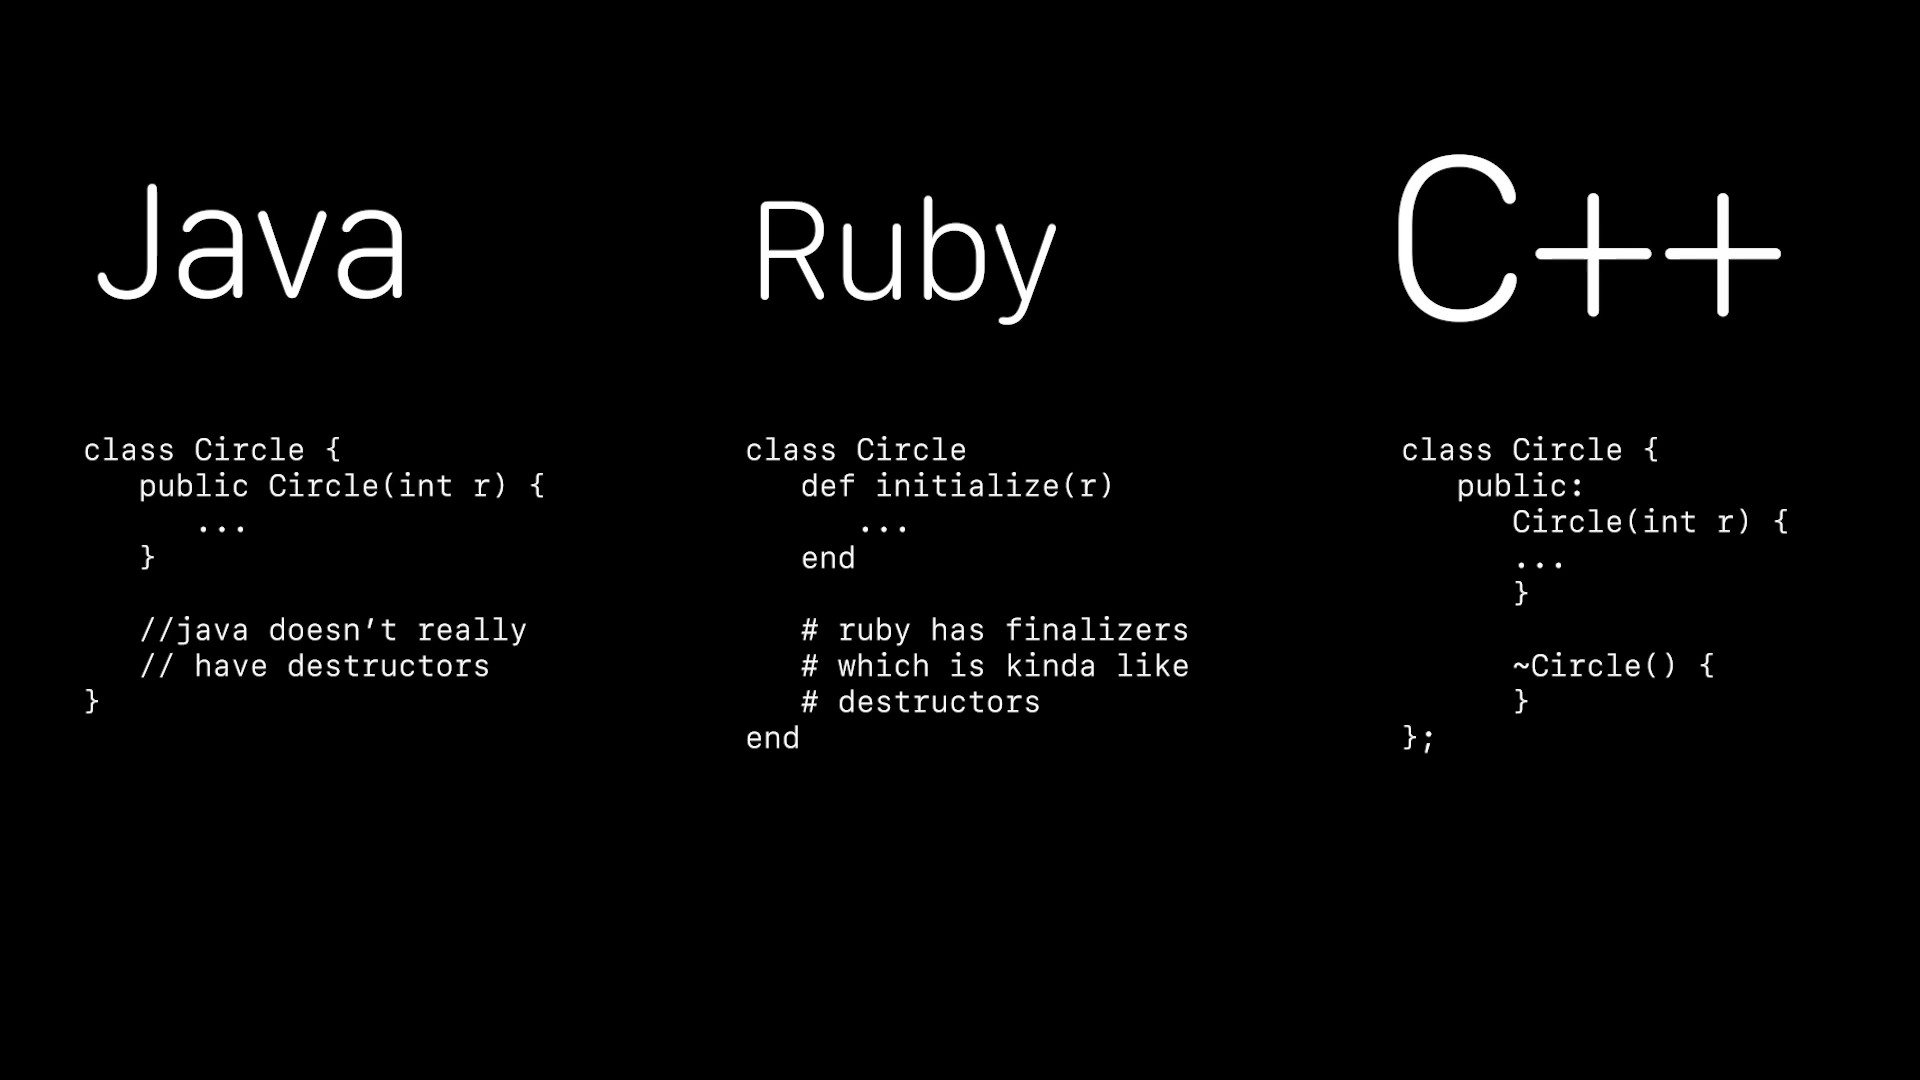 Java
class Circle {
   public Circle(int r) {
      ...
   }

   //java doesn’t really
   // have destructors
}
Ruby
class Circle
   def initialize(r)
      ...
   end

   # ruby has finalizers
   # which is kinda like
   # destructors
end
C++
class Circle {
   public:
      Circle(int r) {
      ...
      }

      ~Circle() {
      }
};